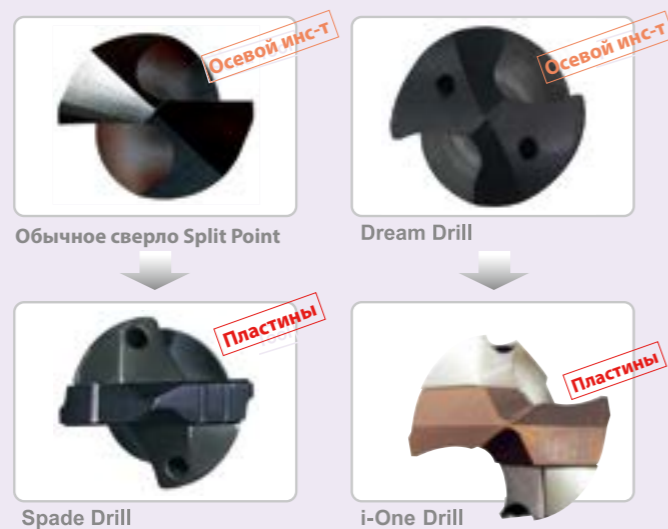 Осевой инс-т
Осевой инс-т
Обычное сверло Split Point
Dream Drill
Пластины
Пластины
Spade Drill
i-One Drill